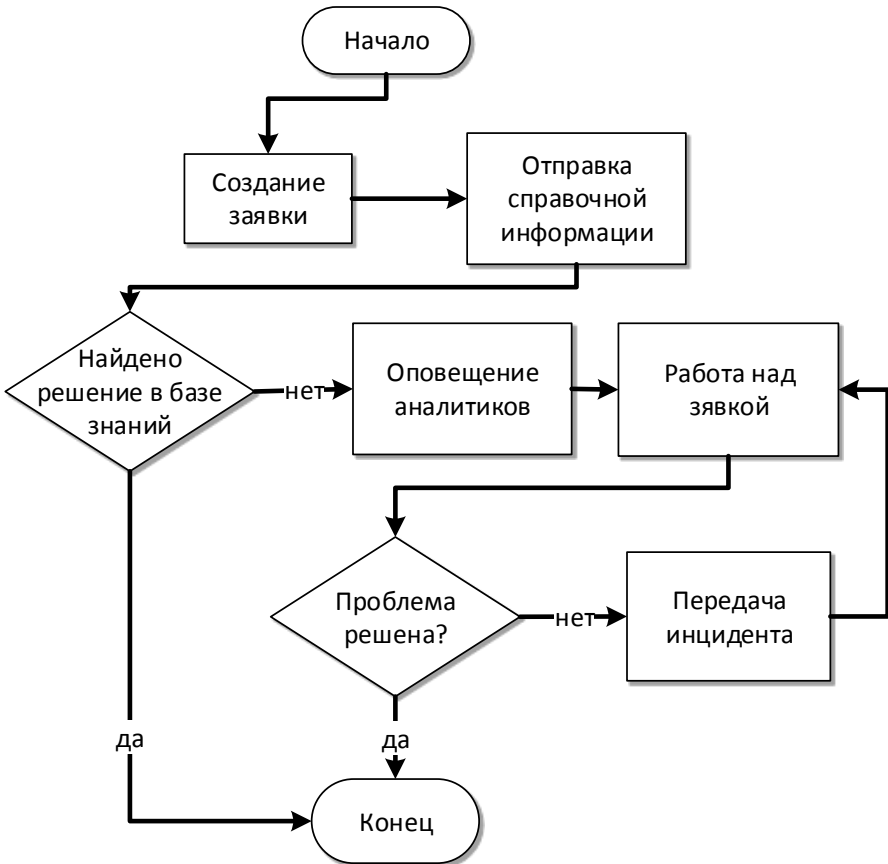 Начало
Создание
заявки
Отправка
справочной
информации
Найдено
решение в базе
знаний
нет
Оповещение
аналитиков
Работа над
зявкой
Проблема
решена?
нет
Передача
инцидента
да
да
Конец